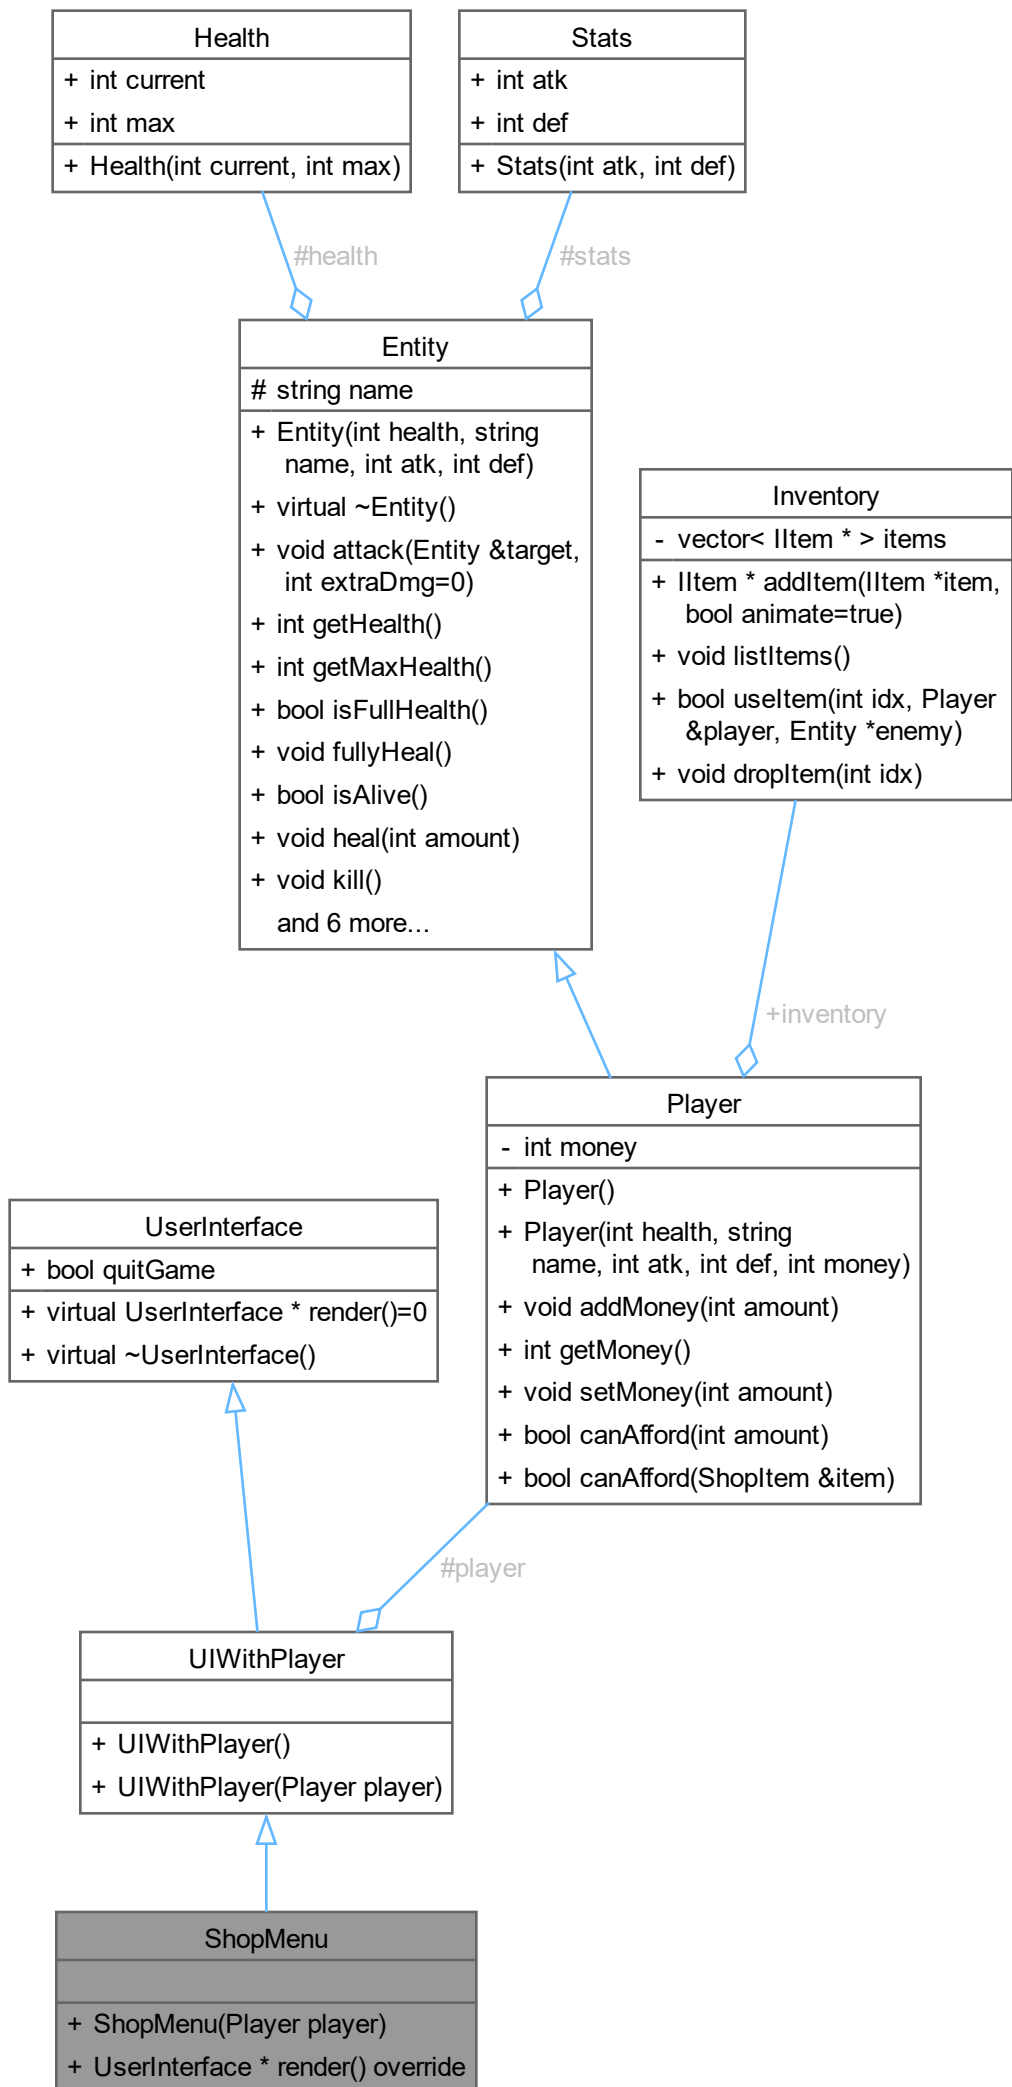 Health
+ int current
+ int max
+ Health(int current, int max)
Stats
+ int atk
+ int def
+ Stats(int atk, int def)
#health
#stats
Entity
# string name
+ Entity(int health, string
name, int atk, int def)
+ virtual ~Entity()
+ void attack(Entity &target,
int extraDmg=0)
+ int getHealth()
+ int getMaxHealth()
+ bool isFullHealth()
+ void fullyHeal()
+ bool isAlive()
+ void heal(int amount)
+ void kill()
and 6 more...
Inventory
- vector< IItem * > items
+ IItem * addItem(IItem *item,
bool animate=true)
+ void listItems()
+ bool useItem(int idx, Player
&player, Entity *enemy)
+ void dropItem(int idx)
+inventory
Player
- int money
+ Player()
+ Player(int health, string
name, int atk, int def, int money)
+ void addMoney(int amount)
+ int getMoney()
+ void setMoney(int amount)
+ bool canAfford(int amount)
+ bool canAfford(ShopItem &item)
UserInterface
+ bool quitGame
+ virtual UserInterface * render()=0
+ virtual ~UserInterface()
#player
UIWithPlayer
+ UIWithPlayer()
+ UIWithPlayer(Player player)
ShopMenu
+ ShopMenu(Player player)
+ UserInterface * render() override